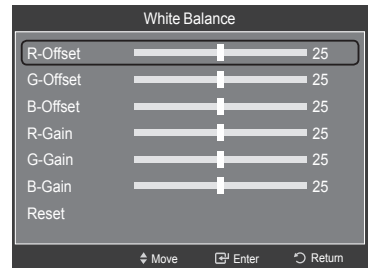 White Balance
R-Offset 25
G-Offset 25
B-Offset 25
R-Gain 25
G-Gain 25
B-Gain 25
Reset
Move Enter Return